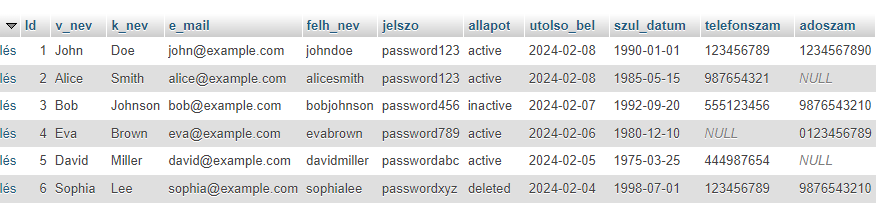 Id v_nev k_nev e_mail felh_nev jelszo allapot utolso_bel szul_datum telefonszam adoszam
lés 1 John Doe john@example.com johndoe password123 active 2024-02-08 1990-01-01 123456789 1234567890
lés 2 Alice Smith alice@example.com alicesmith password123 active 2024-02-08 1985-05-15 987654321 NULL
lés 3 Bob Johnson bob@example.com bobjohnson password456 inactive 2024-02-07 1992-09-20 555123456 9876543210
lés 4 Eva Brown eva@example.com evabrown password789 active 2024-02-06 1980-12-10 NULL 0123456789
lés 5 David Miller david@example.com davidmiller passwordabc active 2024-02-05 1975-03-25 444987654 NULL
lés 6 Sophia Lee sophia@example.com sophialee passwordxyz deleted 2024-02-04 1998-07-01 123456789 9876543210